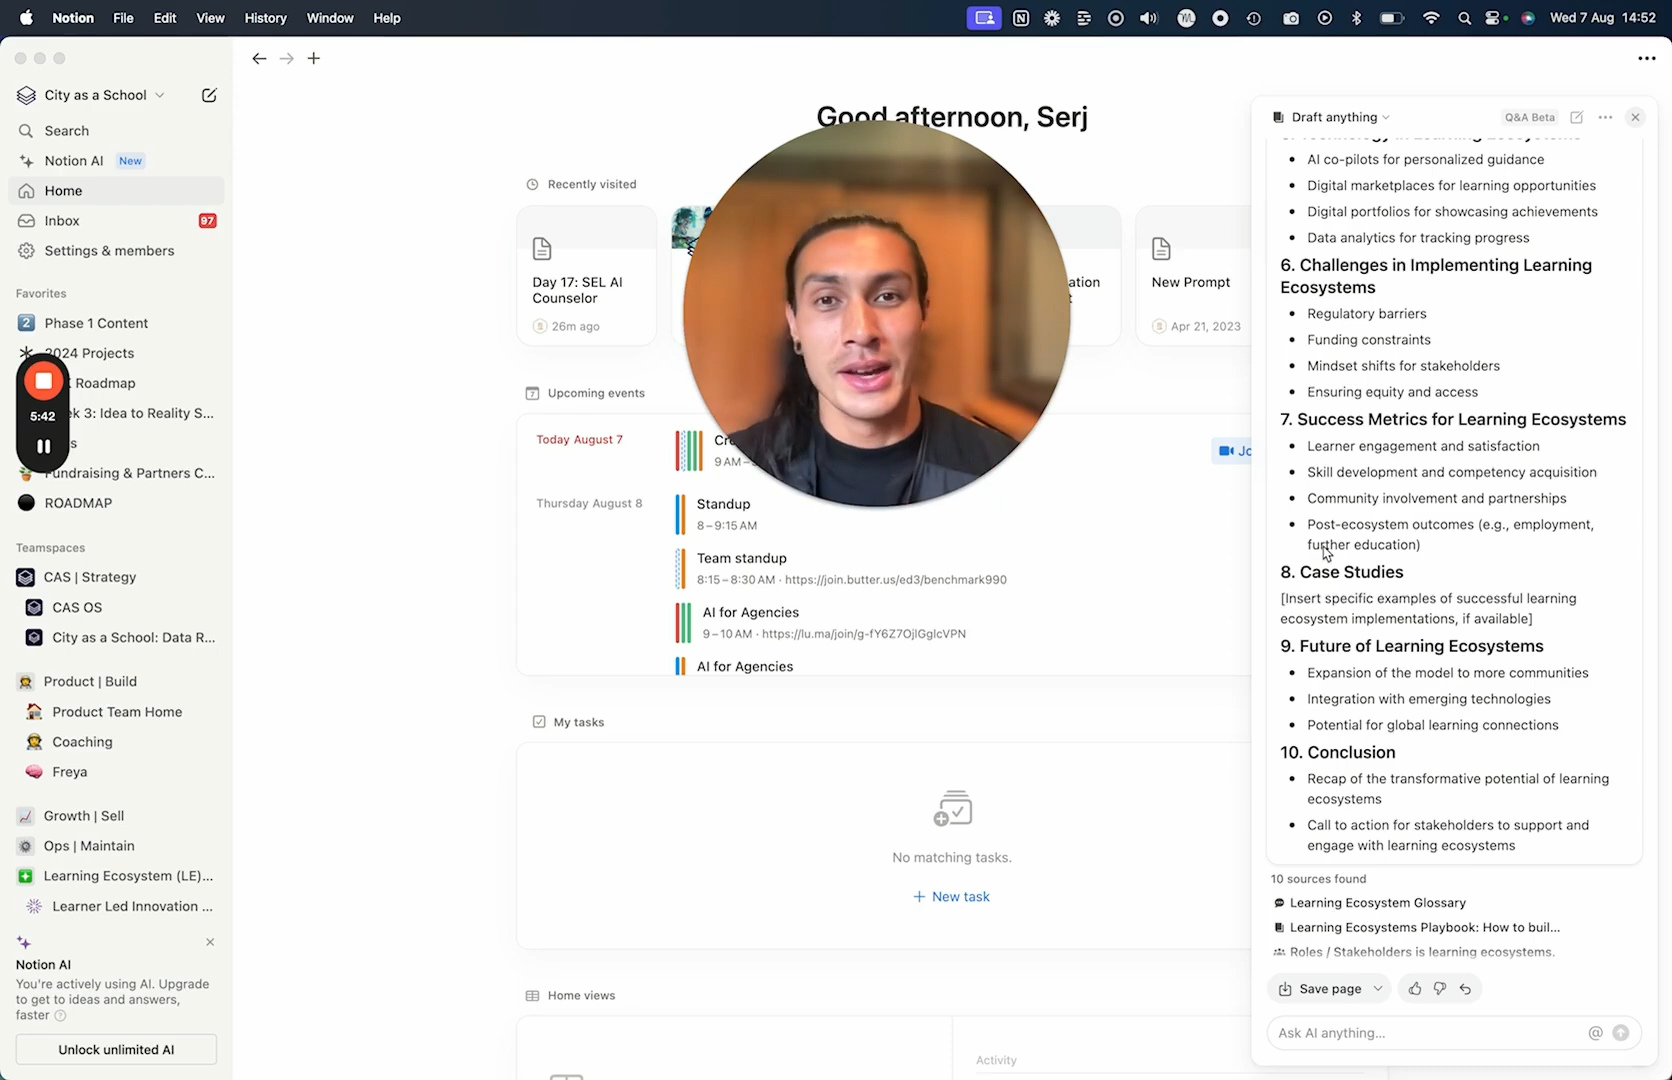 Notion File Edit View History Window Help
Wed 7 Aug 14:52
City as a School
Search
Notion AI New
Home
Inbox 97
Settings & members
Favorites
Phase 1 Content
2024 Projects
Roadmap
3: Idea to Reality S...
Fundraising & Partners C...
ROADMAP
5:42
Teamspaces
CAS | Strategy
CAS OS
City as a School: Data R...
Product | Build
Product Team Home
Coaching
Freya
Growth | Sell
Ops | Maintain
Learning Ecosystem (LE)...
Learner Led Innovation ...
Notion AI
You're actively using AI. Upgrade
to get to ideas and answers,
faster
Unlock unlimited AI
Good afternoon, Serj
Recently visited
Day 17: SEL AI
Counselor
26m ago
New Prompt
Apr 21, 2023
Upcoming events
Today August 7
9 AM
Thursday August 8
Standup
8 – 9:15 AM
Team standup
8:15 – 8:30 AM · https://join.butter.us/ed3/benchmark990
AI for Agencies
9 – 10 AM · https://lu.ma/join/g-fY6Z7OjlGglcVPN
AI for Agencies
My tasks
No matching tasks.
+ New task
Home views
Activity
Draft anything
Q&A Beta
• AI co-pilots for personalized guidance
• Digital marketplaces for learning opportunities
• Digital portfolios for showcasing achievements
• Data analytics for tracking progress
6. Challenges in Implementing Learning
Ecosystems
• Regulatory barriers
• Funding constraints
• Mindset shifts for stakeholders
• Ensuring equity and access
7. Success Metrics for Learning Ecosystems
• Learner engagement and satisfaction
• Skill development and competency acquisition
• Community involvement and partnerships
• Post-ecosystem outcomes (e.g., employment,
further education)
8. Case Studies
[Insert specific examples of successful learning
ecosystem implementations, if available]
9. Future of Learning Ecosystems
• Expansion of the model to more communities
• Integration with emerging technologies
• Potential for global learning connections
10. Conclusion
• Recap of the transformative potential of learning
ecosystems
• Call to action for stakeholders to support and
engage with learning ecosystems
10 sources found
Learning Ecosystem Glossary
Learning Ecosystems Playbook: How to buil...
Roles / Stakeholders is learning ecosystems.
Save page
Ask AI anything...